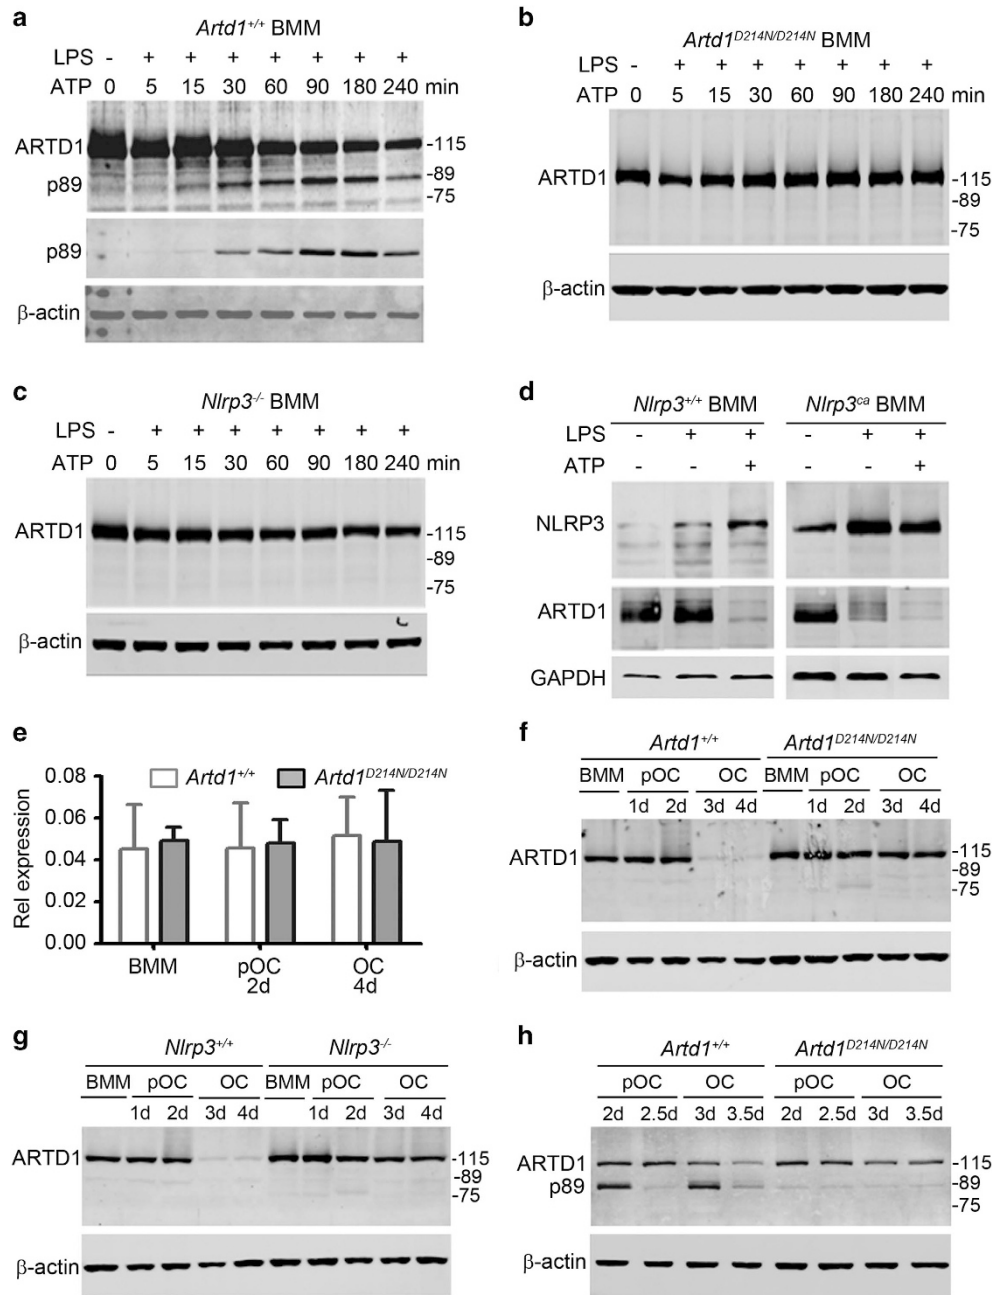 a
Artd1+/+ BMM
LPS - + + + + + + +
ATP 0 5 15 30 60 90 180 240 min
ARTD1
p89
-115
-89
-75
p89
β-actin
b
Artd1D214N/D214N BMM
LPS - + + + + + + +
ATP 0 5 15 30 60 90 180 240 min
ARTD1
-115
-89
-75
β-actin
c
Nlrp3-/- BMM
LPS - + + + + + + +
ATP 0 5 15 30 60 90 180 240 min
ARTD1
-115
-89
-75
β-actin
d
Nlrp3+/+ BMM Nlrp3ca BMM
LPS - + + - + +
ATP - - + - - +
NLRP3
ARTD1
GAPDH
e
Artd1+/+ Artd1D214N/D214N
Rel expression
0.08
0.06
0.04
0.02
0.00
BMM pOC OC
2d 4d
f
Artd1+/+ Artd1D214N/D214N
BMM pOC OC BMM pOC OC
1d 2d 3d 4d 1d 2d 3d 4d
ARTD1
-115
-89
-75
β-actin
g
Nlrp3+/+ Nlrp3-/-
BMM pOC OC BMM pOC OC
1d 2d 3d 4d 1d 2d 3d 4d
ARTD1
-115
-89
-75
β-actin
h
Artd1+/+ Artd1D214N/D214N
pOC OC pOC OC
2d 2.5d 3d 3.5d 2d 2.5d 3d 3.5d
ARTD1
p89
-115
-89
-75
β-actin